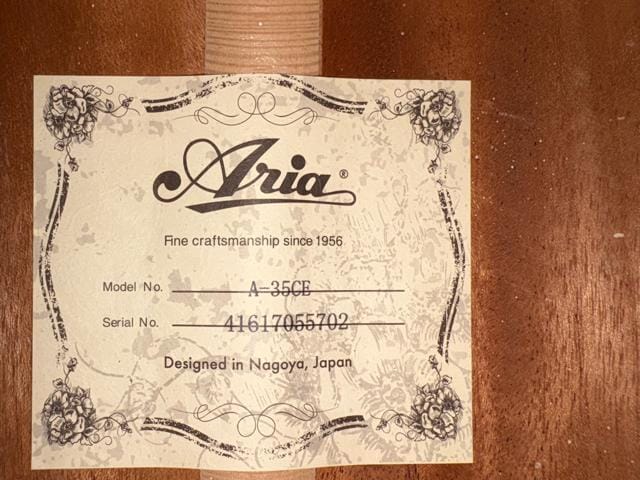 Aria®
Fine craftsmanship since 1956
Model No. A-35CE
Serial No. 41617055702
Designed in Nagoya, Japan